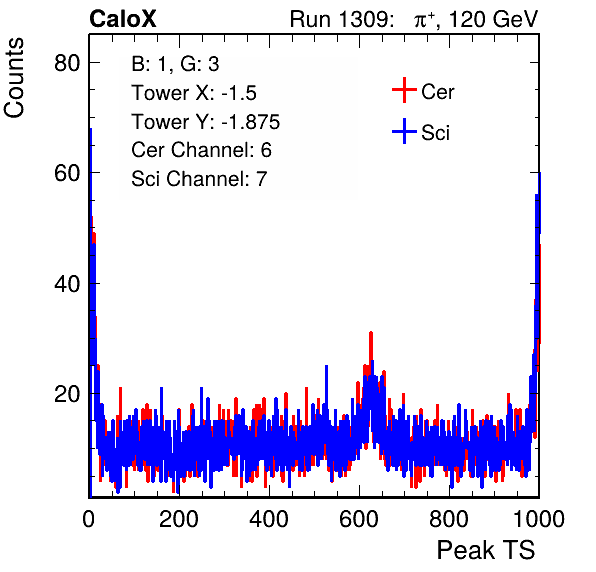 CaloX
Run 1309: π⁺, 120 GeV
Counts
B: 1, G: 3
Tower X: -1.5
Tower Y: -1.875
Cer Channel: 6
Sci Channel: 7
Cer
Sci
80
60
40
20
0 200 400 600 800 1000
Peak TS